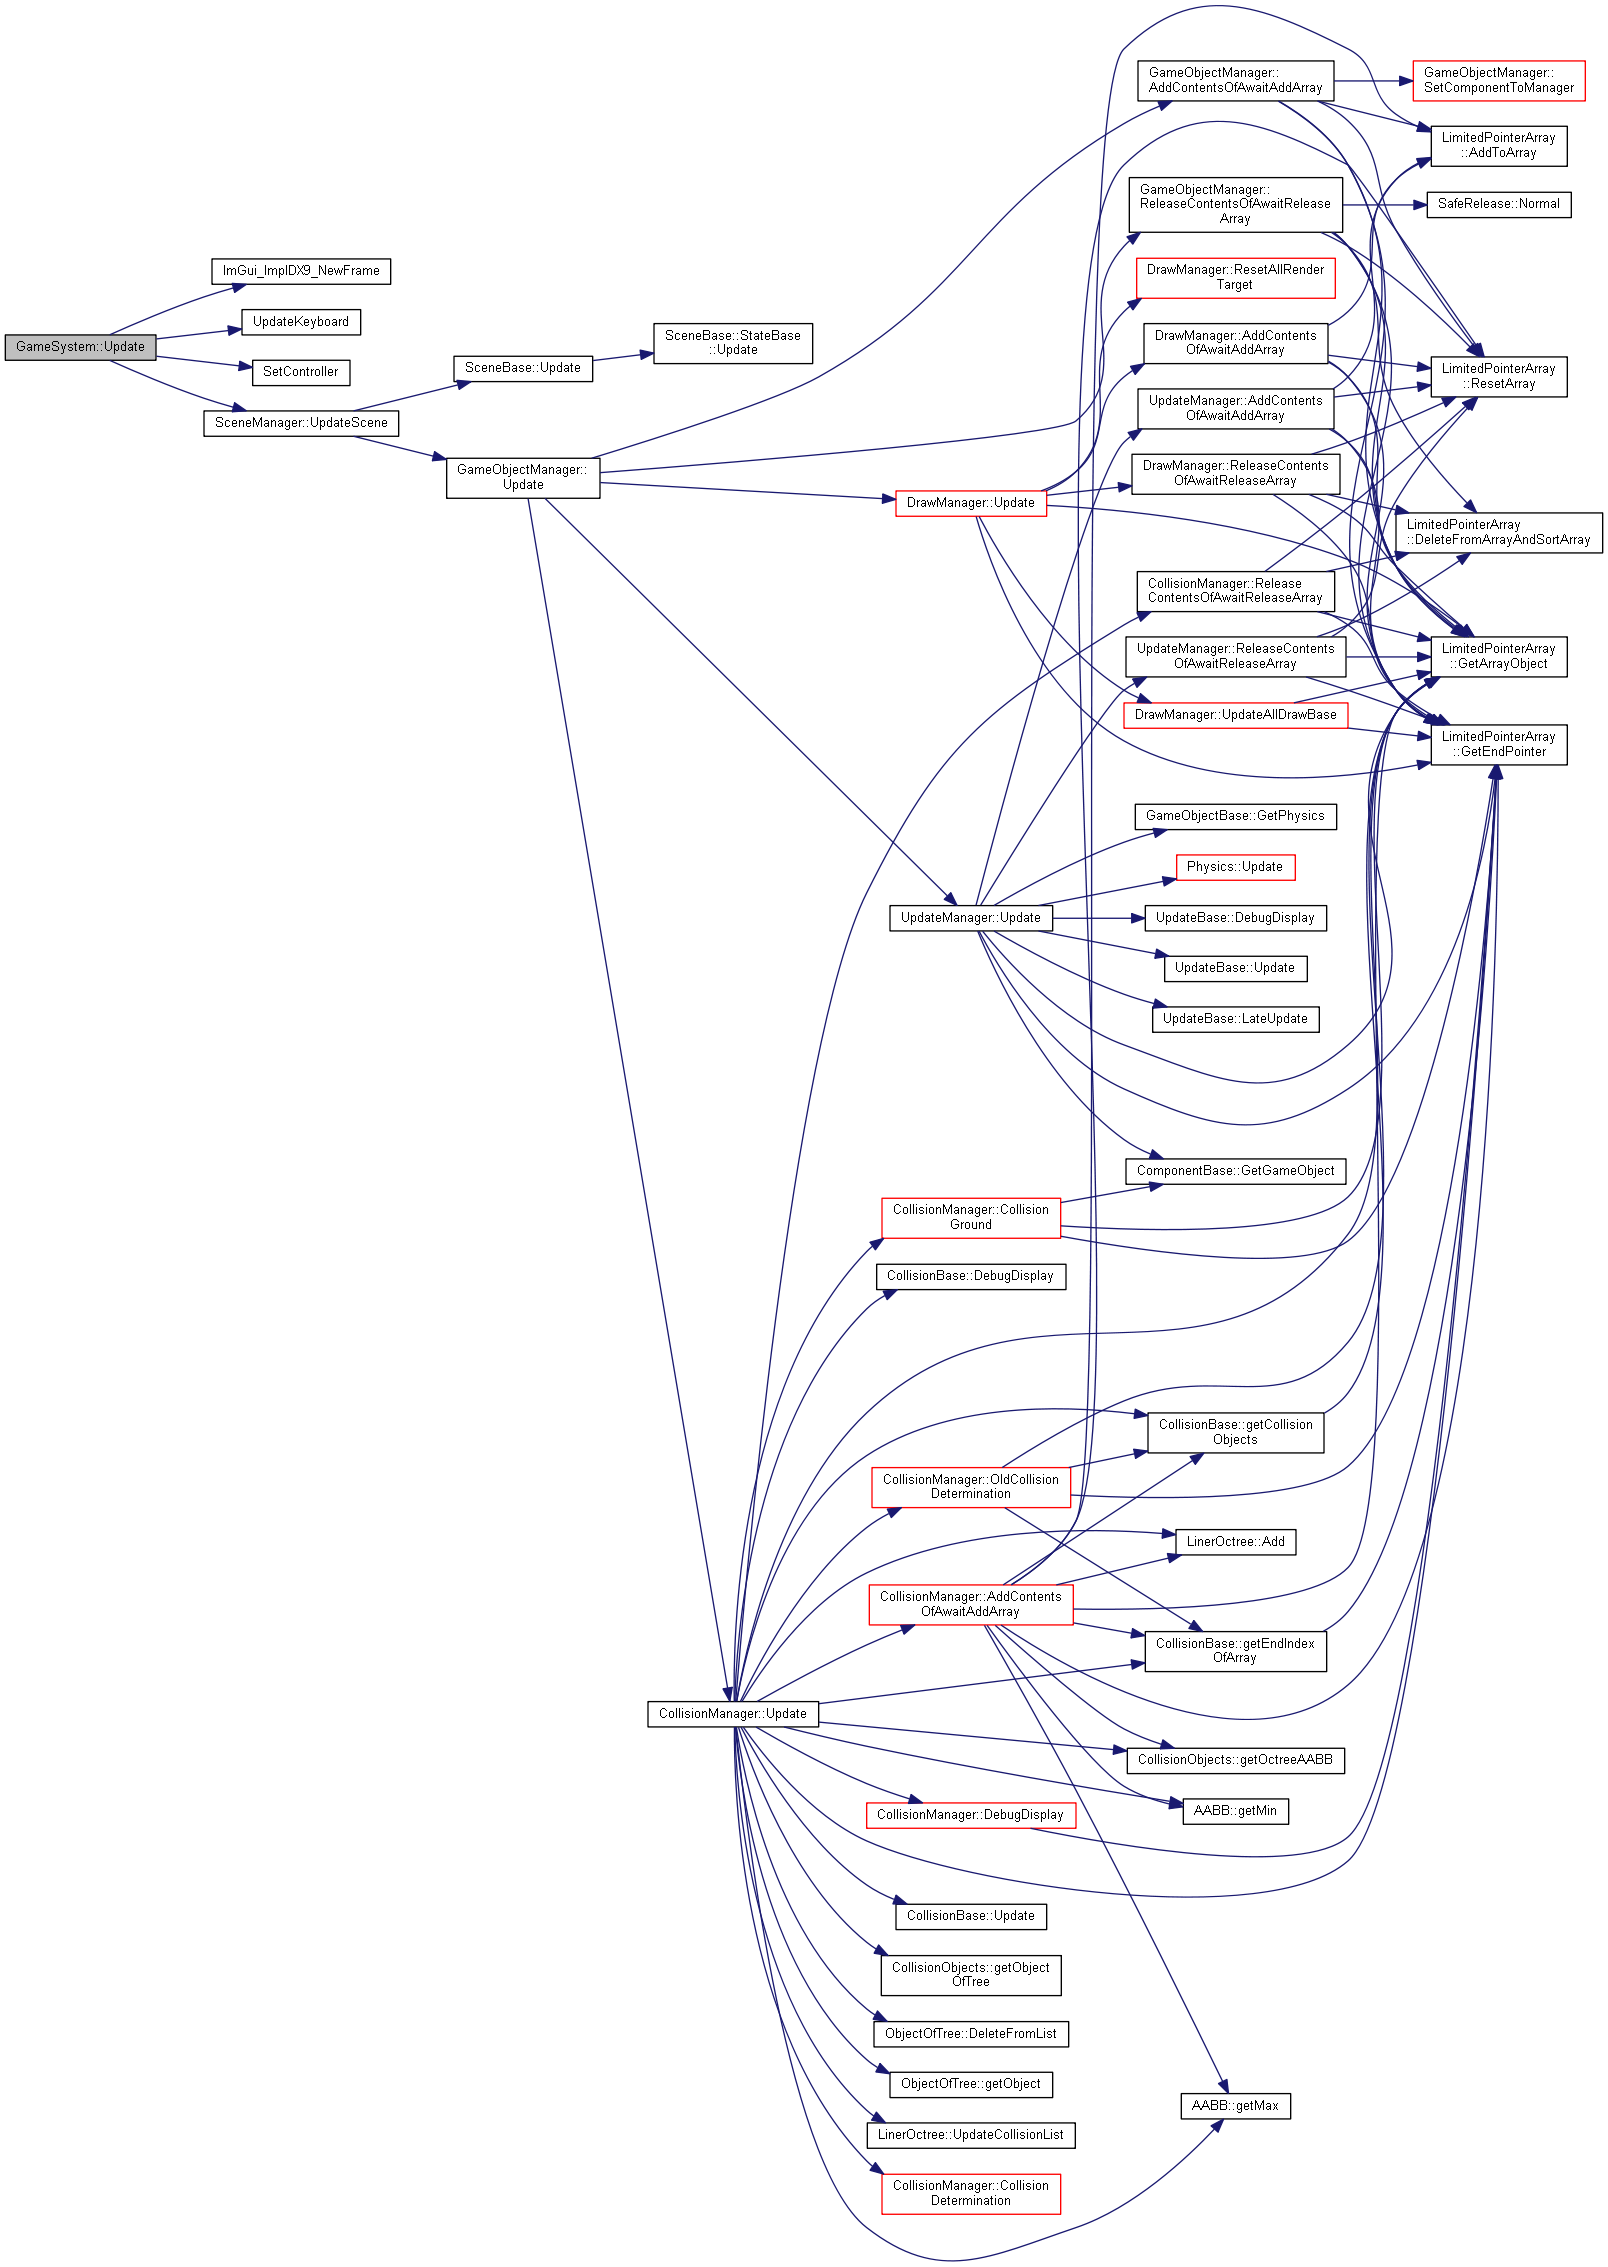 GameSystem::Update
ImGui_ImplDX9_NewFrame
UpdateKeyboard
SetController
SceneManager::UpdateScene
SceneBase::Update
SceneBase::StateBase
::Update
GameObjectManager::
Update
DrawManager::Update
UpdateManager::Update
CollisionManager::Collision
Ground
CollisionBase::DebugDisplay
CollisionManager::OldCollision
Determination
CollisionManager::AddContents
OfAwaitAddArray
CollisionManager::Update
CollisionManager::DebugDisplay
CollisionBase::Update
CollisionObjects::getObject
OfTree
ObjectOfTree::DeleteFromList
ObjectOfTree::getObject
LinerOctree::UpdateCollisionList
CollisionManager::Collision
Determination
GameObjectManager::
AddContentsOfAwaitAddArray
GameObjectManager::
ReleaseContentsOfAwaitRelease
Array
DrawManager::ResetAllRender
Target
DrawManager::AddContents
OfAwaitAddArray
UpdateManager::AddContents
OfAwaitAddArray
DrawManager::ReleaseContents
OfAwaitReleaseArray
CollisionManager::Release
ContentsOfAwaitReleaseArray
UpdateManager::ReleaseContents
OfAwaitReleaseArray
DrawManager::UpdateAllDrawBase
GameObjectBase::GetPhysics
Physics::Update
UpdateBase::DebugDisplay
UpdateBase::Update
UpdateBase::LateUpdate
ComponentBase::GetGameObject
CollisionBase::getCollision
Objects
LinerOctree::Add
CollisionBase::getEndIndex
OfArray
CollisionObjects::getOctreeAABB
AABB::getMin
AABB::getMax
GameObjectManager::
SetComponentToManager
LimitedPointerArray
::AddToArray
SafeRelease::Normal
LimitedPointerArray
::ResetArray
LimitedPointerArray
::DeleteFromArrayAndSortArray
LimitedPointerArray
::GetArrayObject
LimitedPointerArray
::GetEndPointer